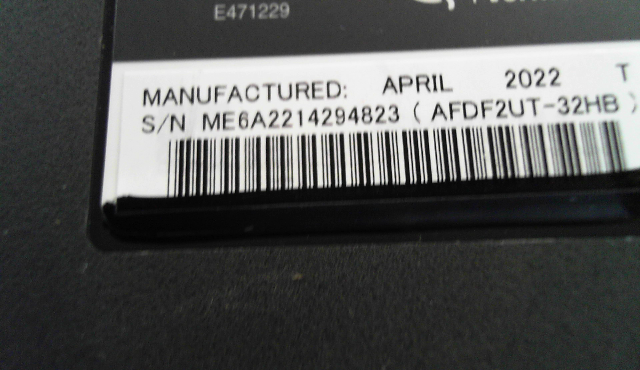 E471229
MANUFACTURED: APRIL 2022 T
S/N ME6A2214294823 ( AFDF2UT-32HB )